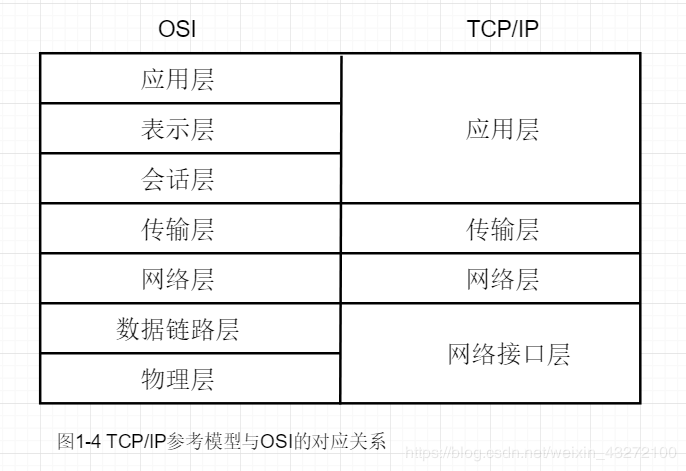 OSI TCP/IP
应用层
表示层 应用层
会话层
传输层 传输层
网络层 网络层
数据链路层
网络接口层
物理层
图1-4 TCP/IP参考模型与OSI的对应关系
https://blog.csdn.net/weixin_43272100